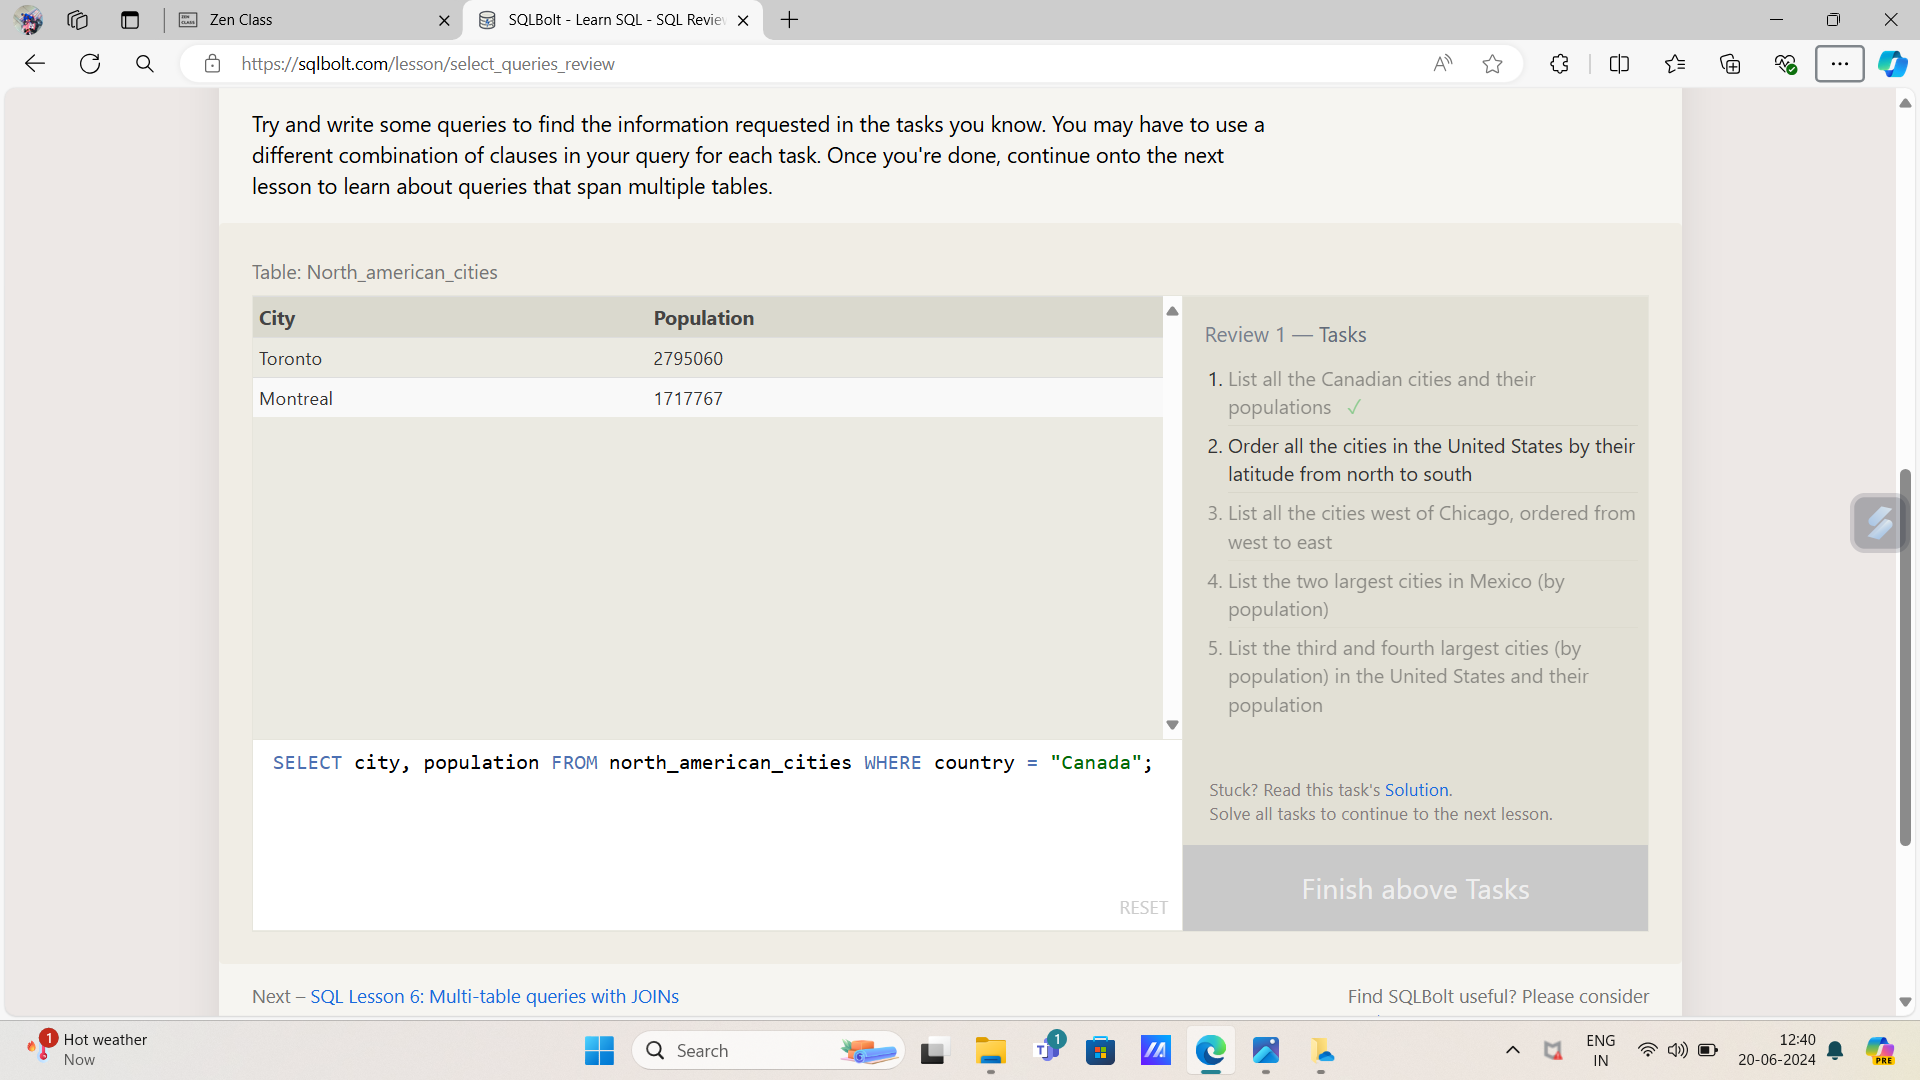 Zen Class
SQLBolt - Learn SQL - SQL Revie
https://sqlbolt.com/lesson/select_queries_review
Try and write some queries to find the information requested in the tasks you know. You may have to use a
different combination of clauses in your query for each task. Once you're done, continue onto the next
lesson to learn about queries that span multiple tables.
Table: North_american_cities
City Population
Toronto 2795060
Montreal 1717767
SELECT city, population FROM north_american_cities WHERE country = "Canada";
RESET
Review 1 — Tasks
1. List all the Canadian cities and their
populations ✓
2. Order all the cities in the United States by their
latitude from north to south
3. List all the cities west of Chicago, ordered from
west to east
4. List the two largest cities in Mexico (by
population)
5. List the third and fourth largest cities (by
population) in the United States and their
population
Stuck? Read this task's Solution.
Solve all tasks to continue to the next lesson.
Finish above Tasks
Next – SQL Lesson 6: Multi-table queries with JOINs
Find SQLBolt useful? Please consider
1
Hot weather
Now
Search
1
ENG
IN
12:40
20-06-2024
PRE